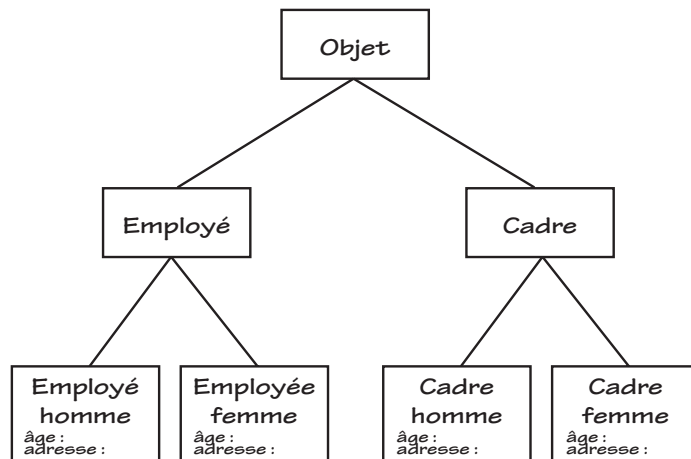 Objet
Employé
Cadre
Employé
homme
âge :
adresse :
Employée
femme
âge :
adresse :
Cadre
homme
âge :
adresse :
Cadre
femme
âge :
adresse :